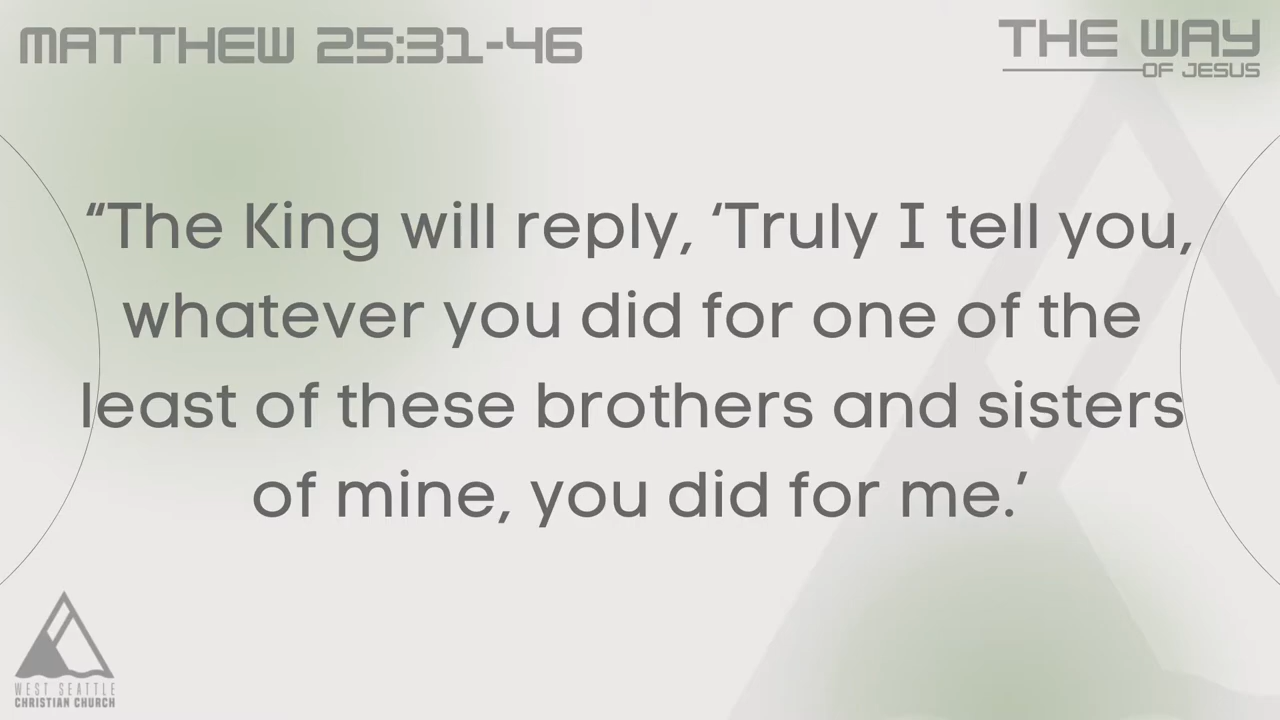 MATTHEW 25:31-46
THE WAY
OF JESUS
“The King will reply, ‘Truly I tell you,
whatever you did for one of the
least of these brothers and sisters
of mine, you did for me.’
WEST SEATTLE
CHRISTIAN CHURCH